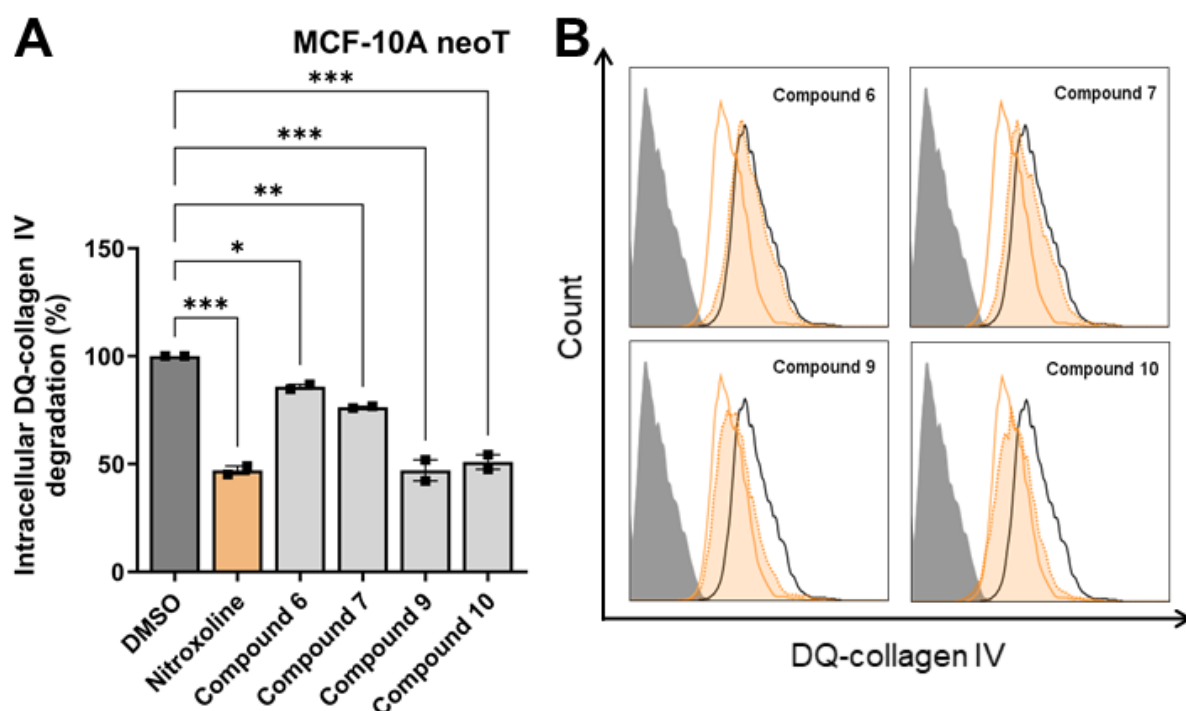 A
MCF-10A neoT
***
***
**
*
***
Intracellular DQ-collagen IV
degradation (%)
150
100
50
0
DMSO
Nitroxoline
Compound 6
Compound 7
Compound 9
Compound 10
B
Count
Compound 6
Compound 7
Compound 9
Compound 10
DQ-collagen IV